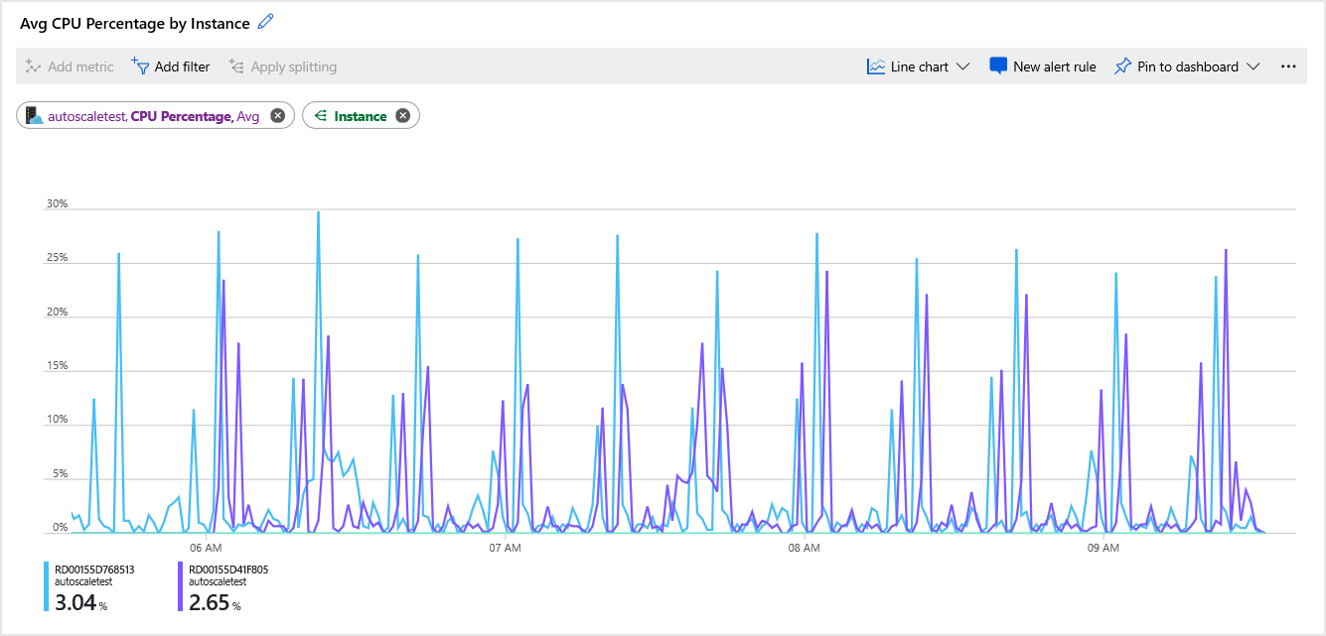 Avg CPU Percentage by Instance
Add metric Add filter Apply splitting Line chart New alert rule Pin to dashboard
autoscaletest, CPU Percentage, Avg Instance
30%
25%
20%
15%
10%
5%
0%
06 AM 07 AM 08 AM 09 AM
RD00155D768513 RD00155D41F805
autoscaletest autoscaletest
3.04 % 2.65 %